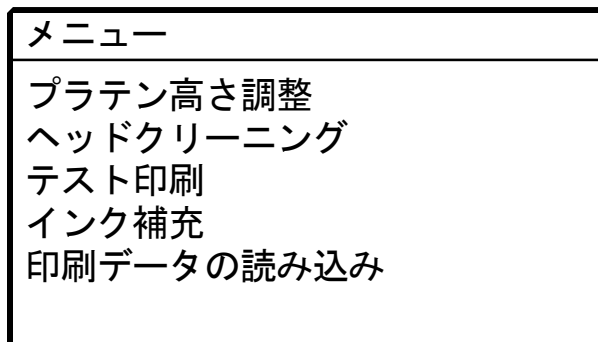 メニュー
プラテン高さ調整
ヘッドクリーニング
テスト印刷
インク補充
印刷データの読み込み